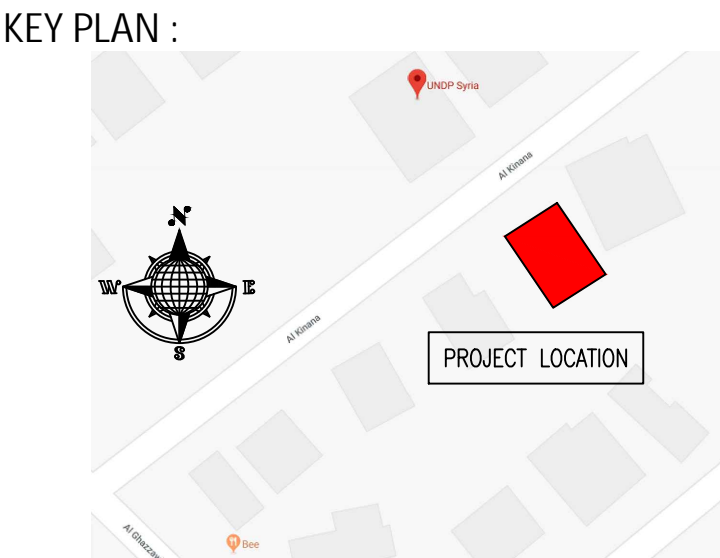 KEY PLAN :
UNDP Syria
Al Kinana
N
W
E
S
Al Kinana
PROJECT LOCATION
Bee